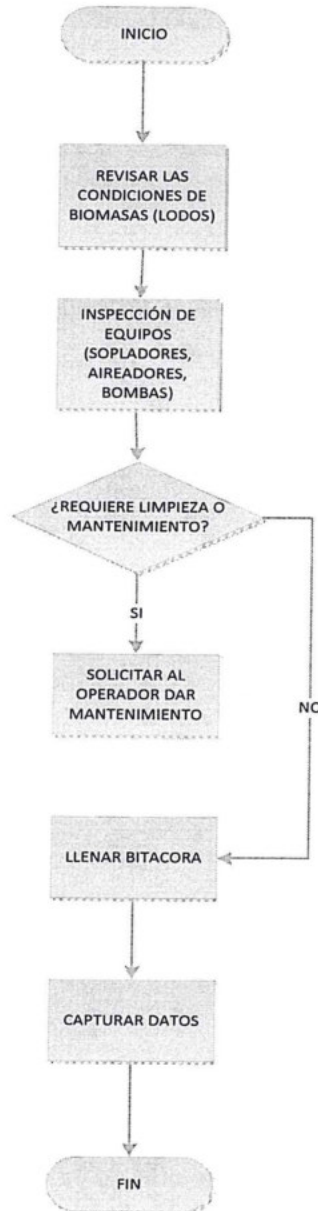 INICIO
REVISAR LAS
CONDICIONES DE
BIOMASAS (LODOS)
INSPECCIÓN DE
EQUIPOS
(SOPLADORES,
AIREADORES,
BOMBAS)
¿REQUIERE LIMPIEZA O
MANTENIMIENTO?
SI
SOLICITAR AL
OPERADOR DAR
MANTENIMIENTO
NO
LLENAR BITACORA
CAPTURAR DATOS
FIN